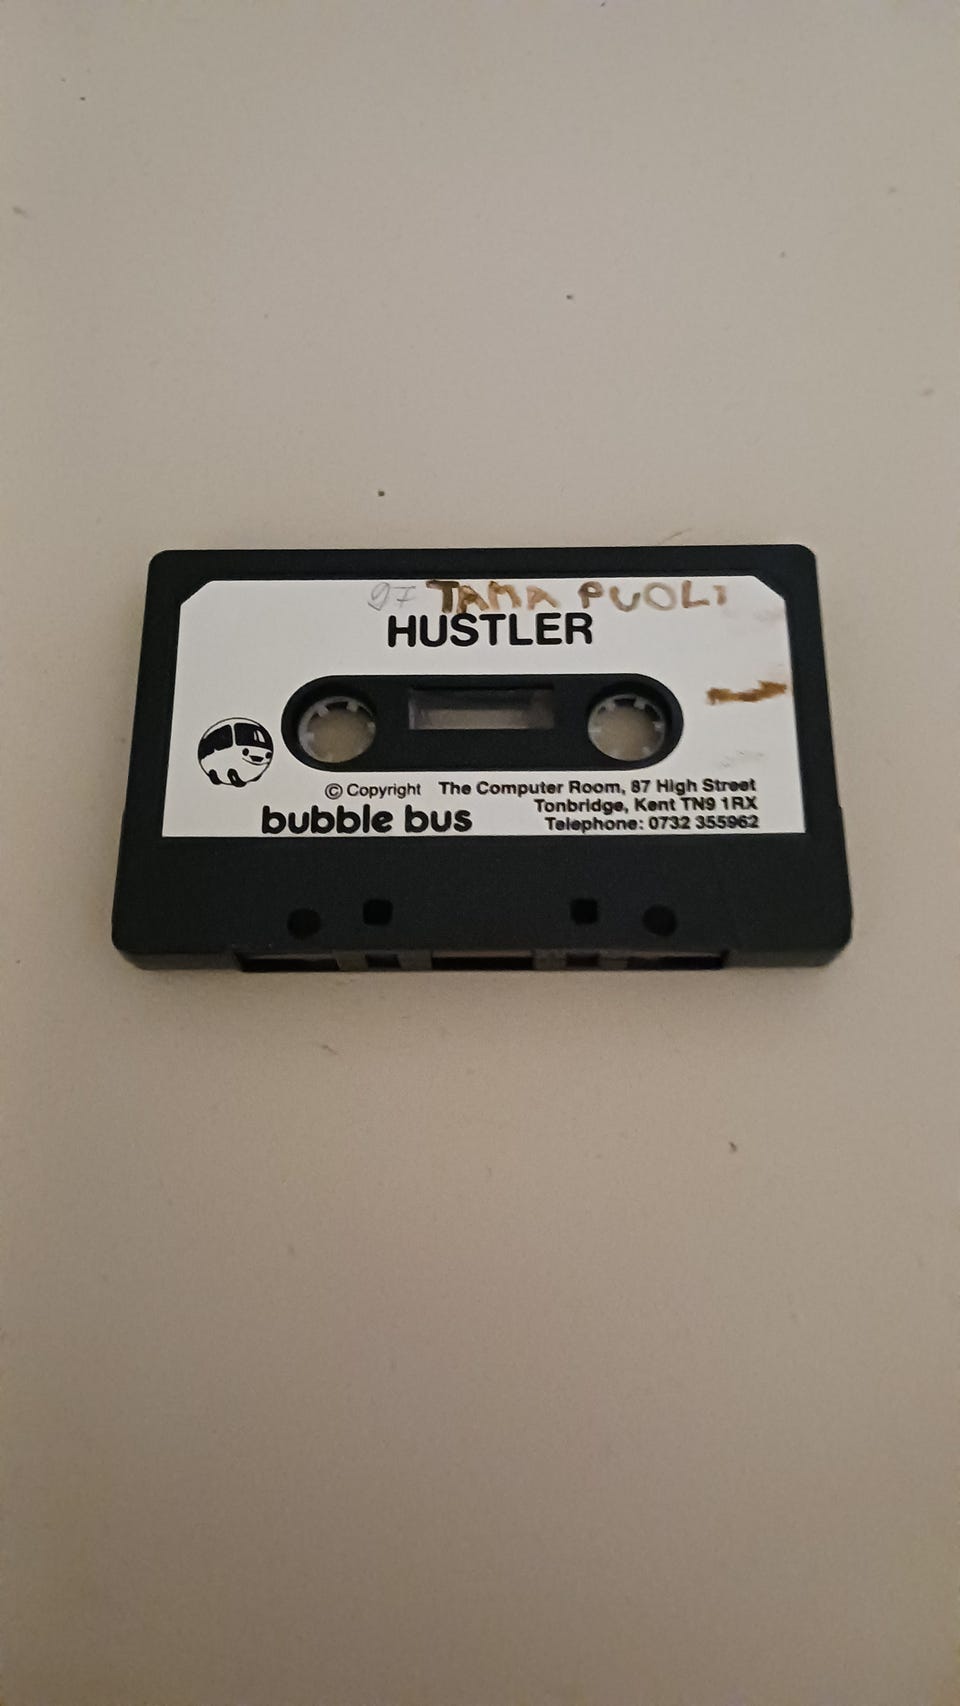 97 TAMA PUOLI
HUSTLER
© Copyright The Computer Room, 87 High Street
Tonbridge, Kent TN9 1RX
bubble bus Telephone: 0732 355962